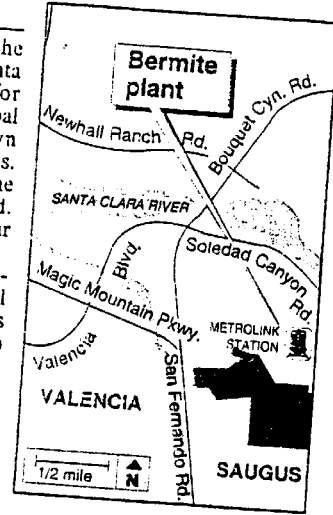 Bermite
plant
Newhall Ranch Rd.
Bouquet Cyn. Rd.
SANTA CLARA RIVER
Soledad Canyon Rd.
Valencia Blvd.
Magic Mountain Pkwy.
METROLINK
STATION
San Fernando Rd.
VALENCIA
SAUGUS
1/2 mile
N